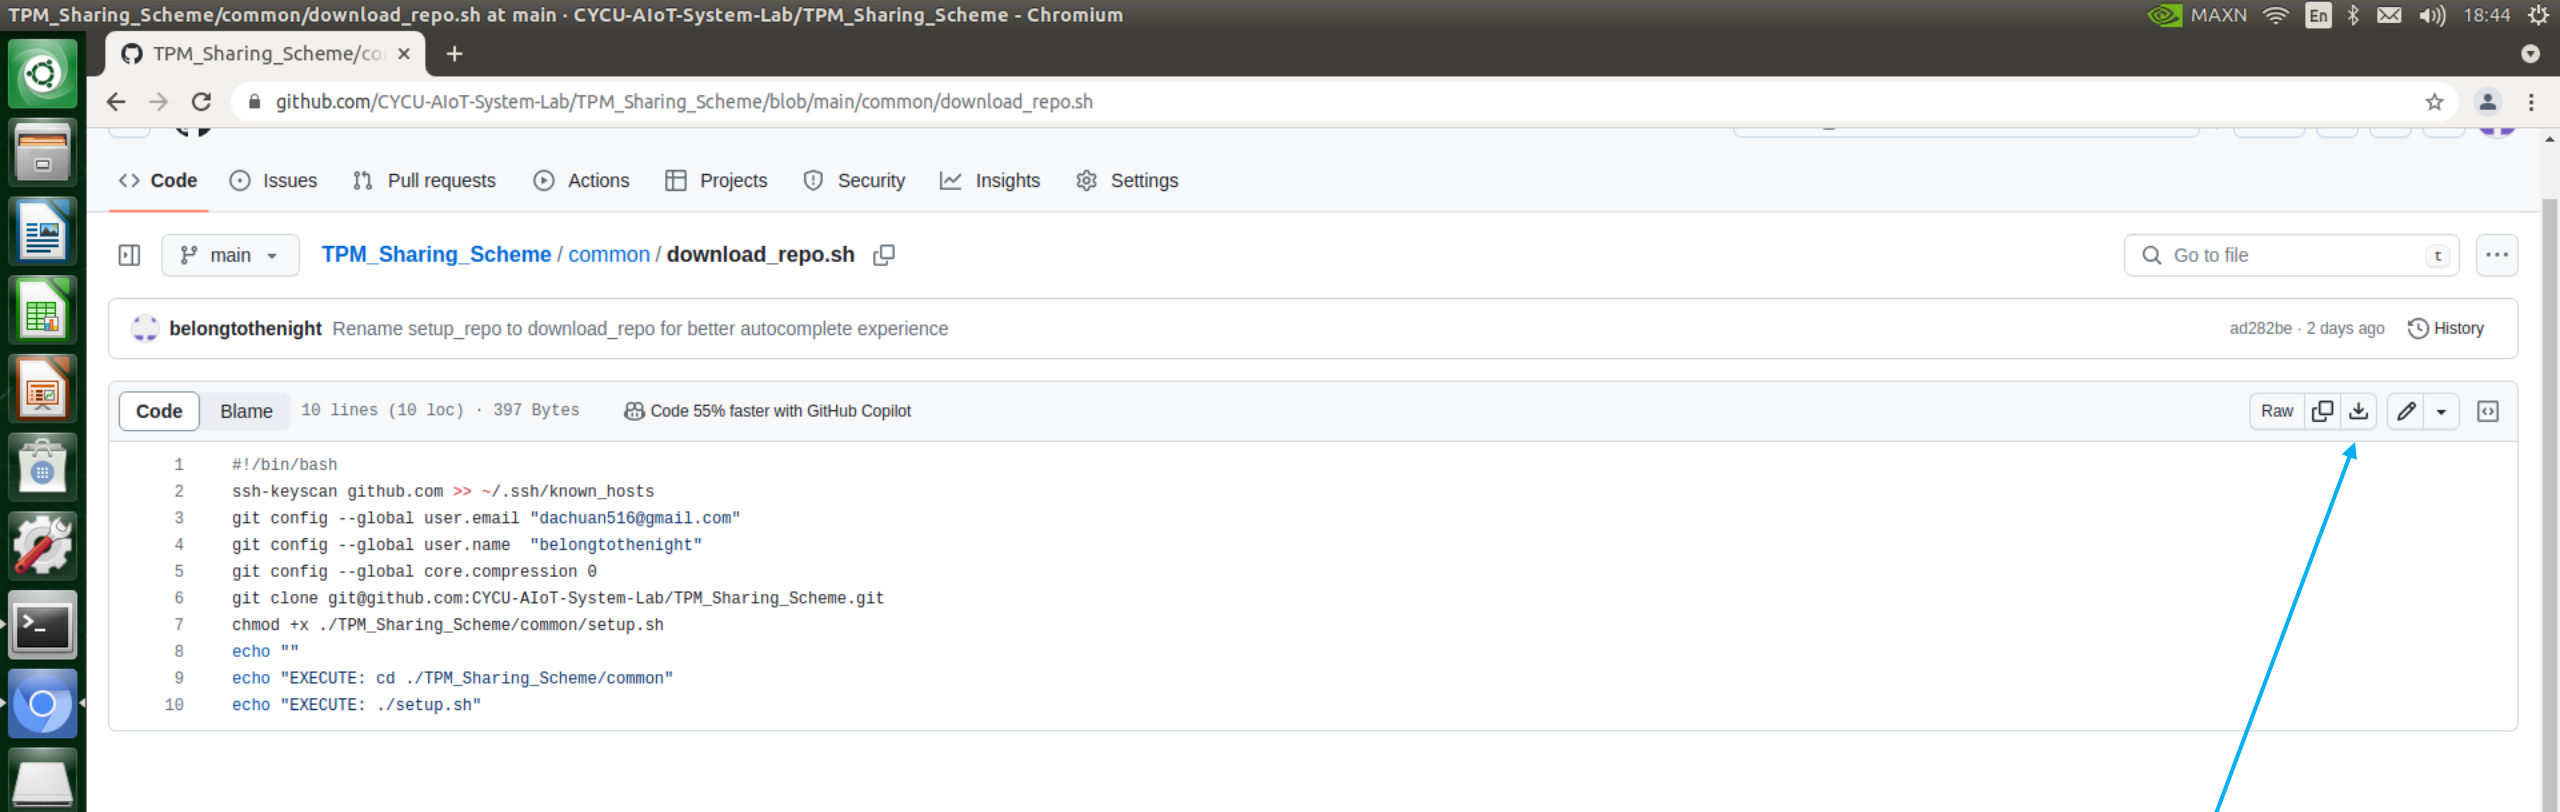 TPM_Sharing_Scheme/common/download_repo.sh at main · CYCU-AIoT-System-Lab/TPM_Sharing_Scheme - Chromium
MAXN En 18:44
TPM_Sharing_Scheme/co
github.com/CYCU-AIoT-System-Lab/TPM_Sharing_Scheme/blob/main/common/download_repo.sh
Code Issues Pull requests Actions Projects Security Insights Settings
main TPM_Sharing_Scheme / common / download_repo.sh Go to file t
belongtothenight Rename setup_repo to download_repo for better autocomplete experience ad282be · 2 days ago History
Code Blame 10 lines (10 loc) · 397 Bytes Code 55% faster with GitHub Copilot Raw
1 #!/bin/bash
2 ssh-keyscan github.com >> ~/.ssh/known_hosts
3 git config --global user.email "dachuan516@gmail.com"
4 git config --global user.name  "belongtothenight"
5 git config --global core.compression 0
6 git clone git@github.com:CYCU-AIoT-System-Lab/TPM_Sharing_Scheme.git
7 chmod +x ./TPM_Sharing_Scheme/common/setup.sh
8 echo ""
9 echo "EXECUTE: cd ./TPM_Sharing_Scheme/common"
10 echo "EXECUTE: ./setup.sh"